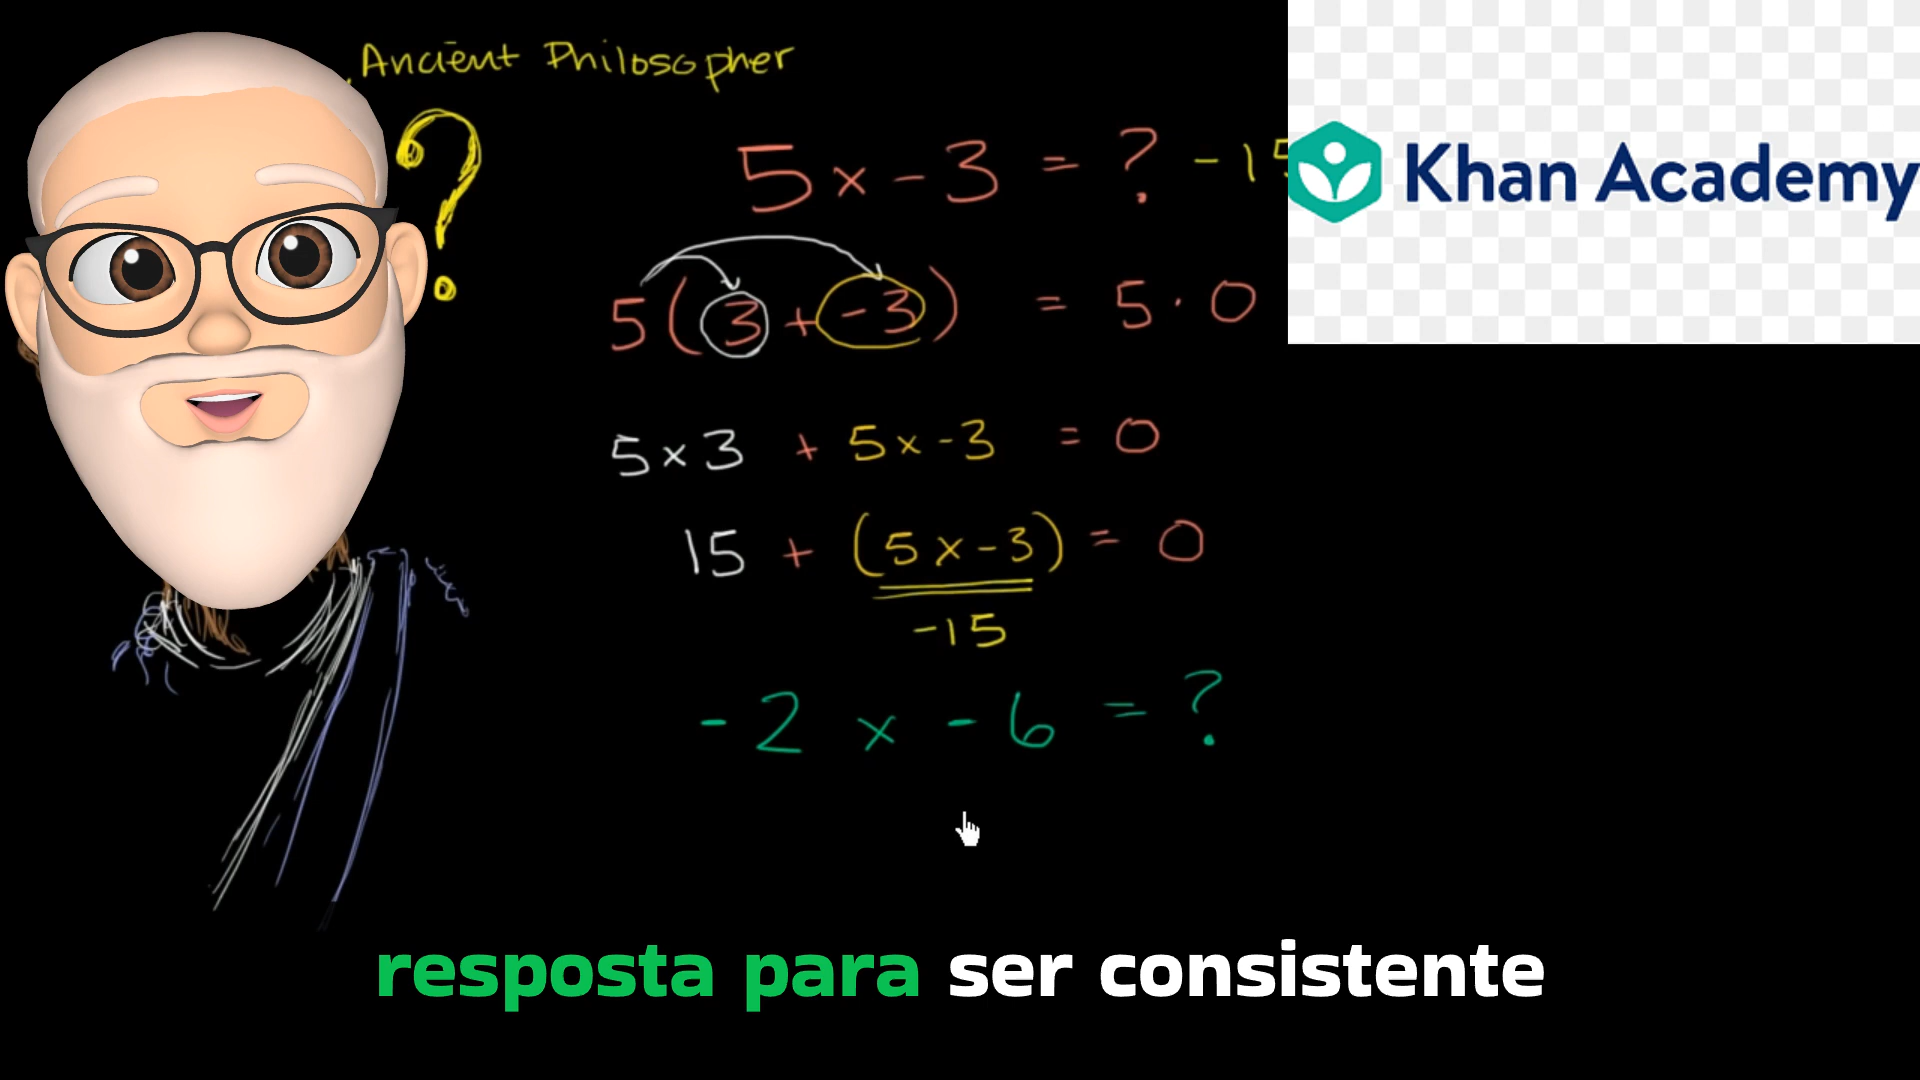 Ancient Philosopher
?
5 x -3 = ? -15
Khan Academy
5 (3 + -3) = 5 · 0
5 x 3 + 5 x -3 = 0
15 + (5 x -3) = 0
-15
-2 x -6 = ?
resposta para ser consistente